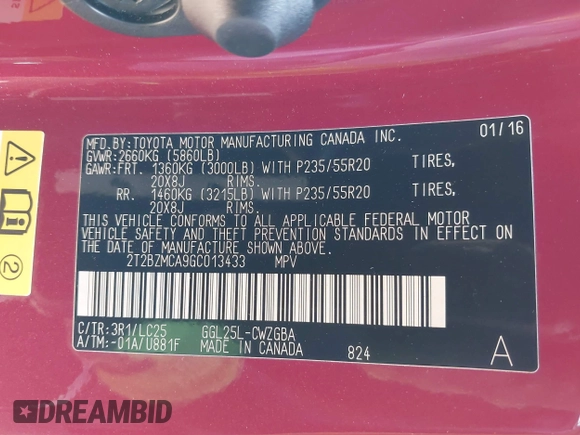 MFD.BY:TOYOTA MOTOR MANUFACTURING CANADA INC. 01/16
GVWR:2660KG (5860LB)
GAWR:FRT. 1360KG (3000LB) WITH P235/55R20 TIRES,
20X8J RIMS.
RR. 1460KG (3215LB) WITH P235/55R20 TIRES,
20X8J RIMS.
THIS VEHICLE CONFORMS TO ALL APPLICABLE FEDERAL MOTOR
VEHICLE SAFETY AND THEFT PREVENTION STANDARDS IN EFFECT
ON THE DATE OF MANUFACTURE SHOWN ABOVE.
2T2BZMCA9GC013433 MPV
C/TR:3R1/LC25 GGL25L-CWZGBA
A/TM:-01A/U881F MADE IN CANADA 824 A
2
DREAMBID